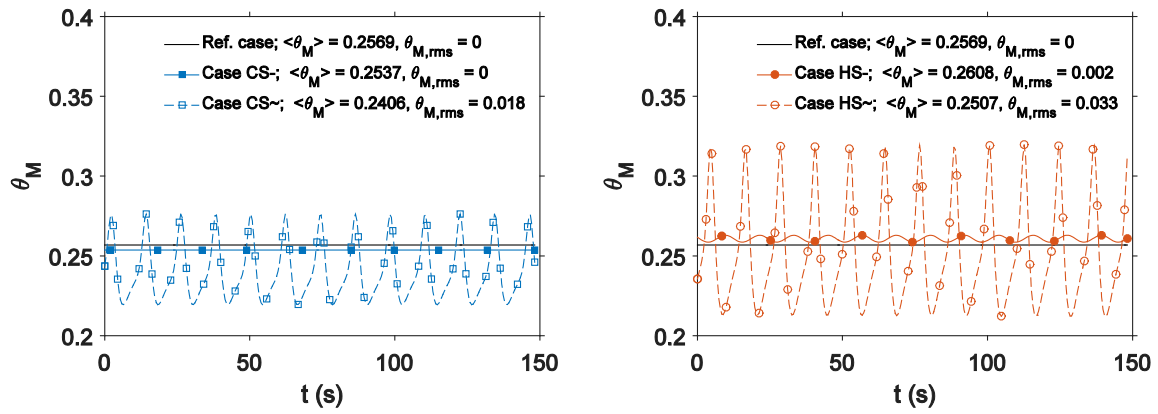 0.4
Ref. case; <θM> = 0.2569, θM,rms = 0
Case CS-; <θM> = 0.2537, θM,rms = 0
Case CS~; <θM> = 0.2406, θM,rms = 0.018
0.35
0.3
0.25
0.2
θM
0 50 100 150
t (s)
0.4
Ref. case; <θM> = 0.2569, θM,rms = 0
Case HS-; <θM> = 0.2608, θM,rms = 0.002
Case HS~; <θM> = 0.2507, θM,rms = 0.033
0.35
0.3
0.25
0.2
θM
0 50 100 150
t (s)